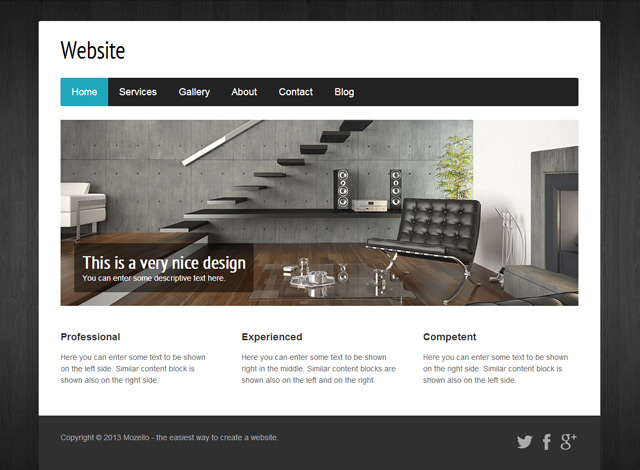 Website
Home Services Gallery About Contact Blog
This is a very nice design
You can enter some descriptive text here.
Professional
Here you can enter some text to be shown
on the left side. Similar content block is
shown also on the right side.
Experienced
Here you can enter some text to be shown
right in the middle. Similar content blocks are
shown also on the left and on the right.
Competent
Here you can enter some text to be shown
on the right side. Similar content block is
shown also on the left side.
Copyright © 2013 Mozello - the easiest way to create a website.